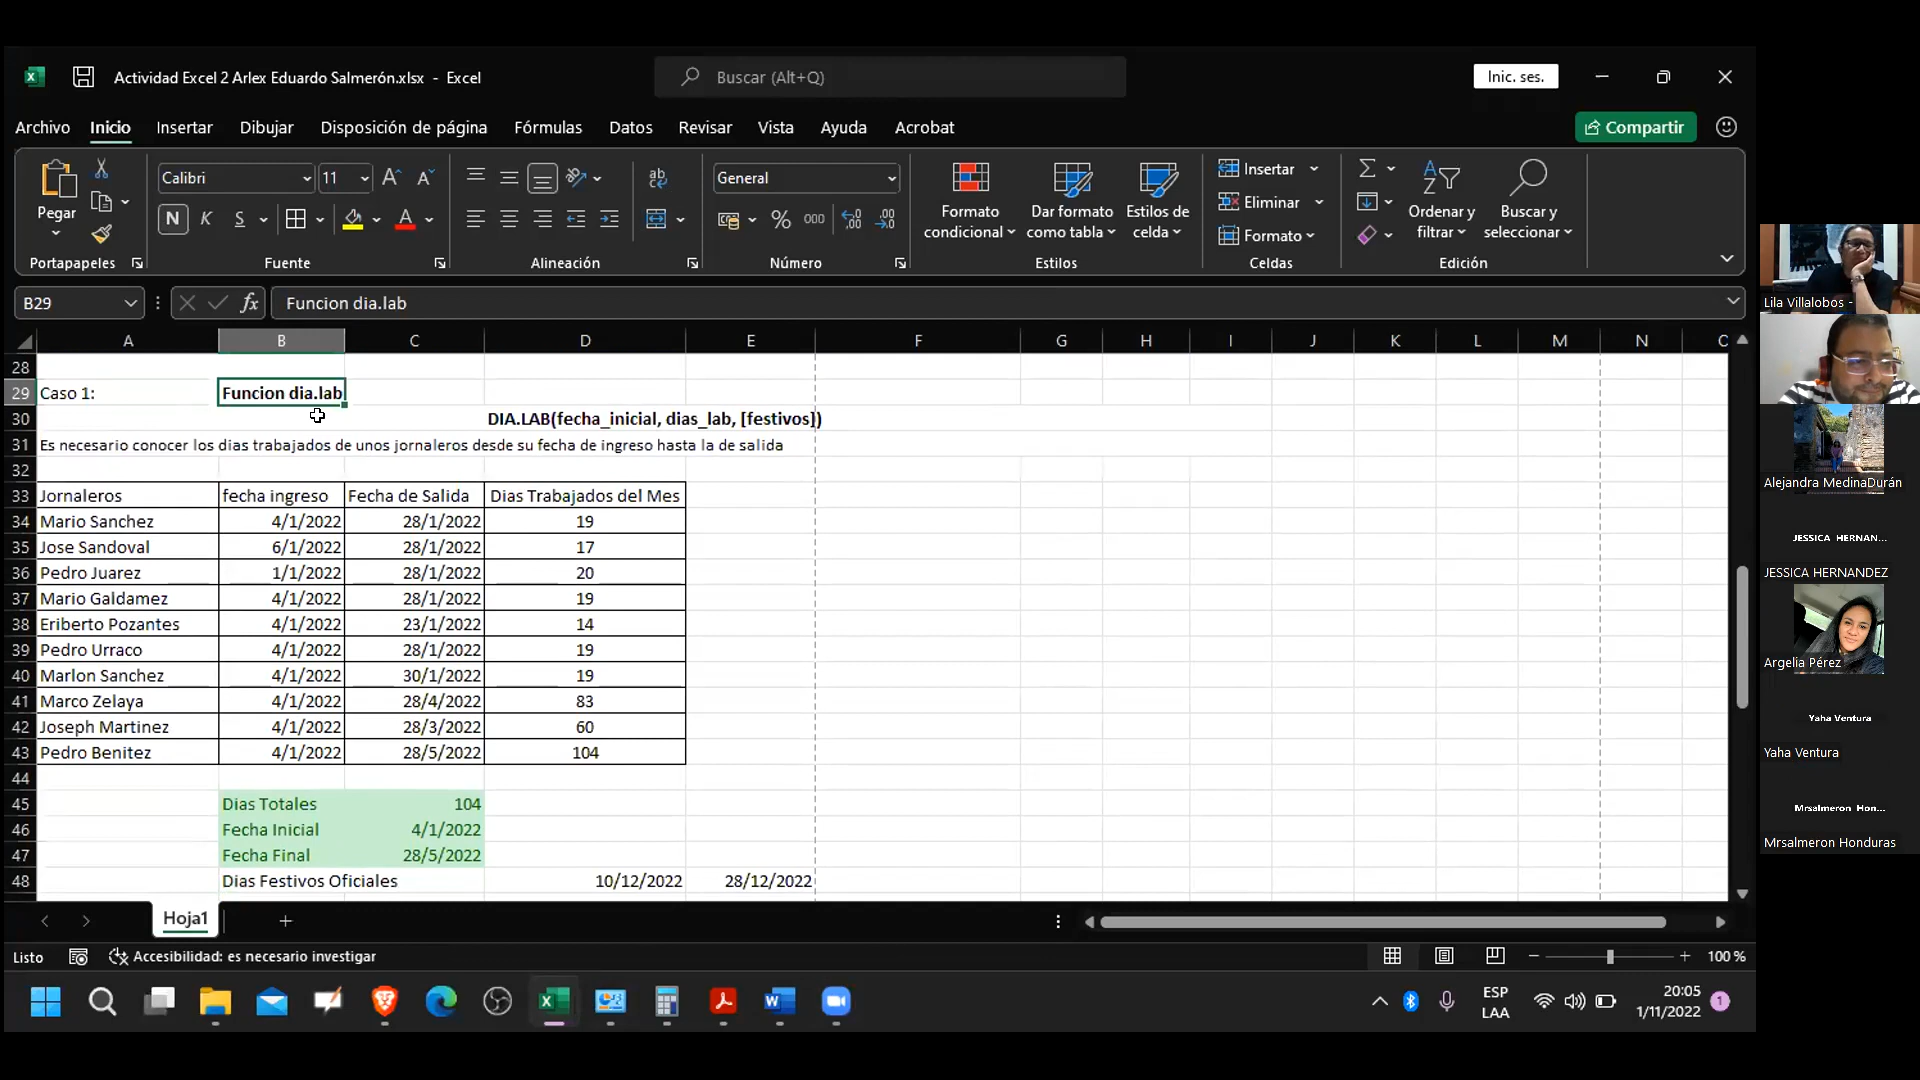 Actividad Excel 2 Arlex Eduardo Salmerón.xlsx - Excel
Buscar (Alt+Q)
Inic. ses.
Archivo Inicio Insertar Dibujar Disposición de página Fórmulas Datos Revisar Vista Ayuda Acrobat
Compartir
Pegar
Calibri 11
N K S
General
% 000
Formato condicional
Dar formato como tabla
Estilos de celda
Insertar
Eliminar
Formato
Ordenar y filtrar
Buscar y seleccionar
Portapapeles Fuente Alineación Número Estilos Celdas Edición
B29 fx Funcion dia.lab
A B C D E F G H I J K L M N
28
29 Caso 1: Funcion dia.lab
30 DIA.LAB(fecha_inicial, dias_lab, [festivos])
31 Es necesario conocer los dias trabajados de unos jornaleros desde su fecha de ingreso hasta la de salida
32
33 Jornaleros fecha ingreso Fecha de Salida Dias Trabajados del Mes
34 Mario Sanchez 4/1/2022 28/1/2022 19
35 Jose Sandoval 6/1/2022 28/1/2022 17
36 Pedro Juarez 1/1/2022 28/1/2022 20
37 Mario Galdamez 4/1/2022 28/1/2022 19
38 Eriberto Pozantes 4/1/2022 23/1/2022 14
39 Pedro Urraco 4/1/2022 28/1/2022 19
40 Marlon Sanchez 4/1/2022 30/1/2022 19
41 Marco Zelaya 4/1/2022 28/4/2022 83
42 Joseph Martinez 4/1/2022 28/3/2022 60
43 Pedro Benitez 4/1/2022 28/5/2022 104
44
45 Dias Totales 104
46 Fecha Inicial 4/1/2022
47 Fecha Final 28/5/2022
48 Dias Festivos Oficiales 10/12/2022 28/12/2022
Hoja1
Listo
Accesibilidad: es necesario investigar
100 %
ESP
LAA
20:05
1/11/2022
1
Lila Villalobos -
Alejandra MedinaDurán
JESSICA HERNAN...
JESSICA HERNANDEZ
Argelia Pérez
Yaha Ventura
Yaha Ventura
Mrsalmeron Hon...
Mrsalmeron Honduras